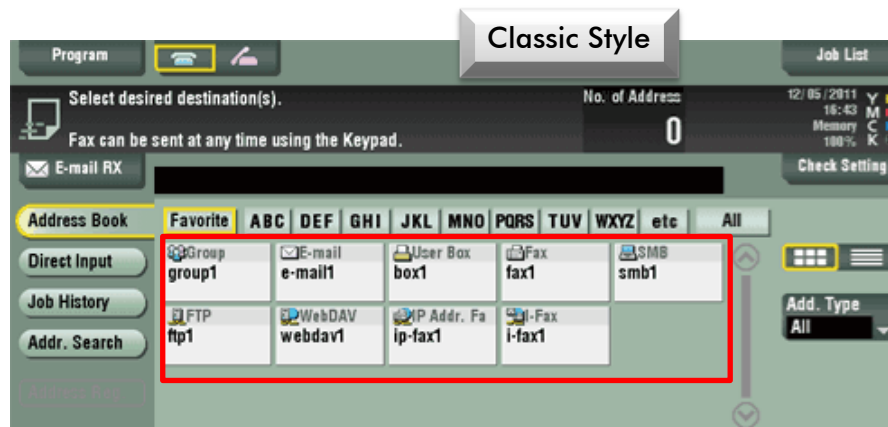 Classic Style
Program
Job List
Select desired destination(s).
No. of Address
12/05/2011
16:43
Memory
100%
Y
M
C
K
Fax can be sent at any time using the Keypad.
0
E-mail RX
Check Setting
Address Book
Favorite ABC DEF GHI JKL MNO PQRS TUV WXYZ etc All
Direct Input
Job History
Addr. Search
Group
group1
E-mail
e-mail1
User Box
box1
Fax
fax1
SMB
smb1
FTP
ftp1
WebDAV
webdav1
IP Addr. Fa
ip-fax1
I-Fax
i-fax1
Add. Type
All